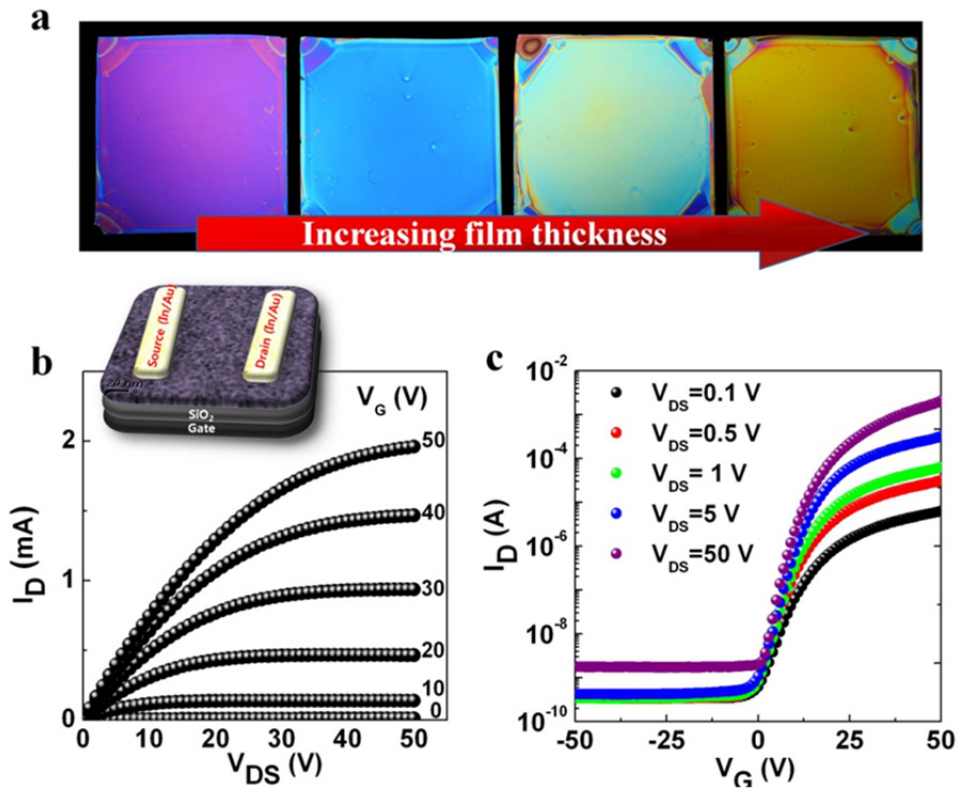 a
Increasing film thickness
Source (In/Au)
Drain (In/Au)
20 nm
SiO2
Gate
b
VG (V)
50
40
30
20
10
0
2
1
0
ID (mA)
0 10 20 30 40 50
VDS (V)
c
VDS=0.1 V
VDS=0.5 V
VDS= 1 V
VDS=5 V
VDS=50 V
10-2
10-4
10-6
10-8
10-10
ID (A)
-50 -25 0 25 50
VG (V)